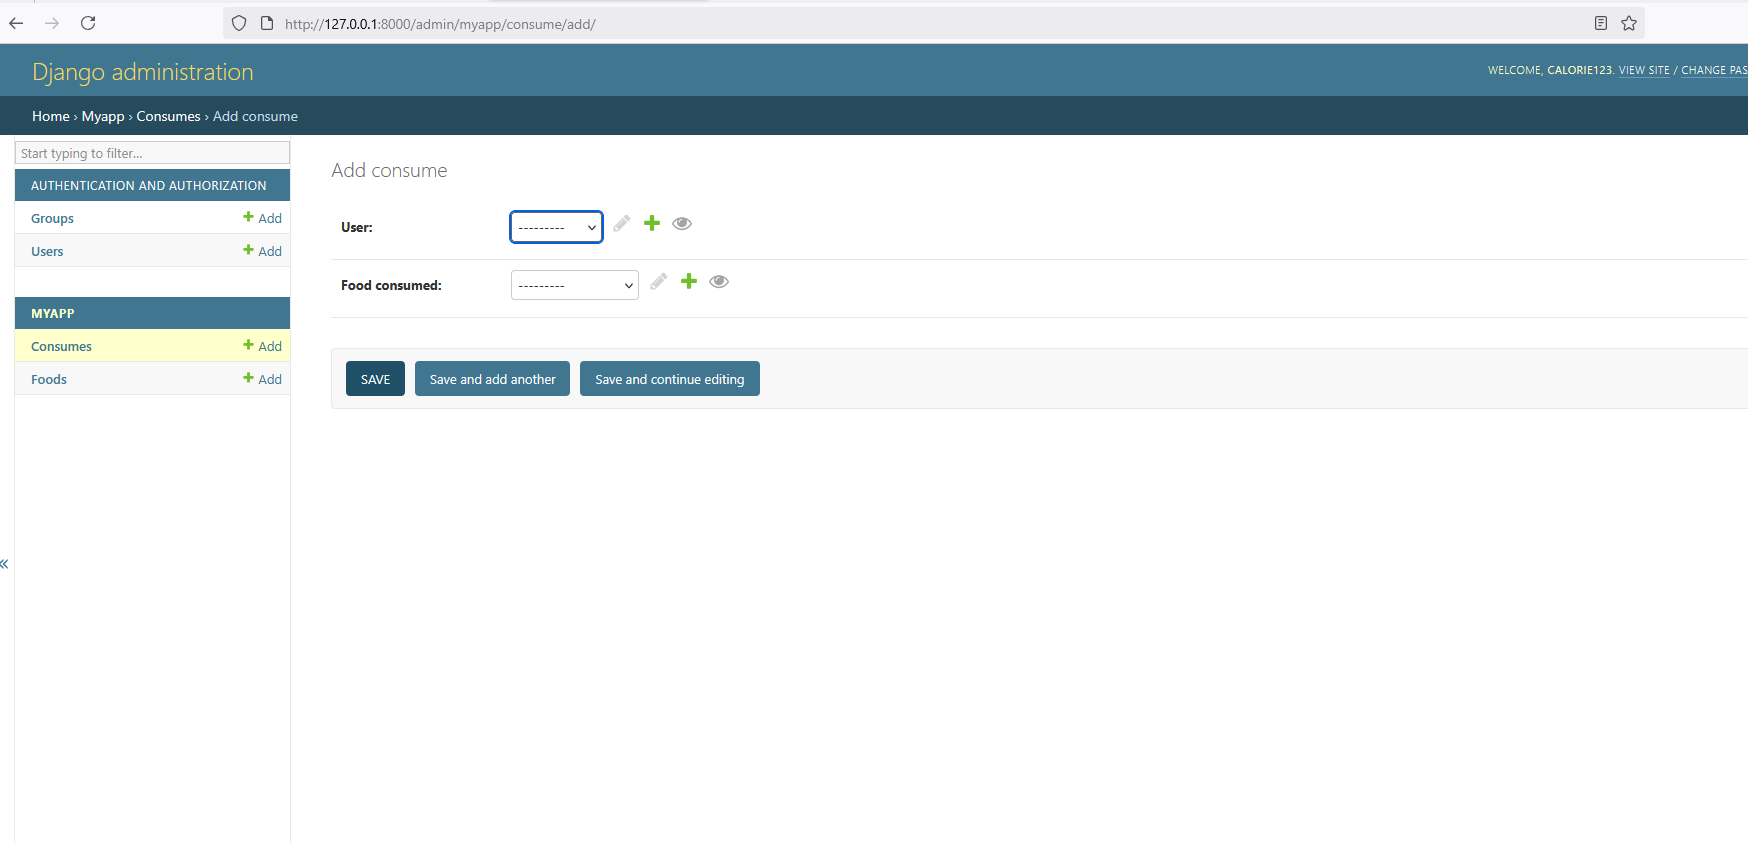 http://127.0.0.1:8000/admin/myapp/consume/add/
Django administration
WELCOME, CALORIE123. VIEW SITE / CHANGE PAS
Home › Myapp › Consumes › Add consume
Start typing to filter...
AUTHENTICATION AND AUTHORIZATION
Groups Add
Users Add
MYAPP
Consumes Add
Foods Add
«
Add consume
User: ---------
Food consumed: ---------
SAVE Save and add another Save and continue editing